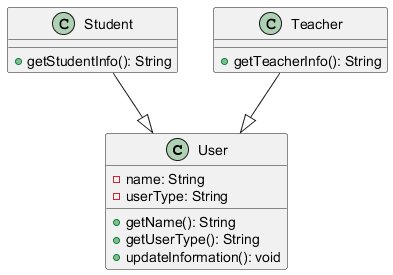 C Student
getStudentInfo(): String
C Teacher
getTeacherInfo(): String
C User
name: String
userType: String
getName(): String
getUserType(): String
updateInformation(): void